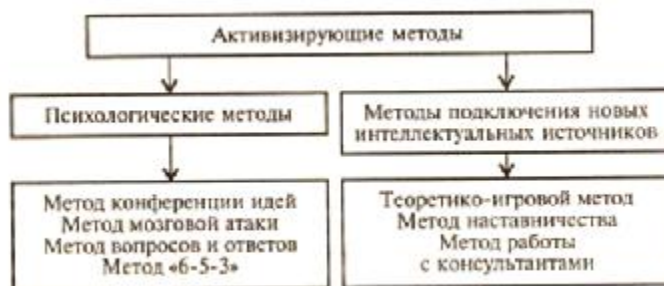 Активизирующие методы
Психологические методы
Методы подключения новых
интеллектуальных источников
Метод конференции идей
Метод мозговой атаки
Метод вопросов и ответов
Метод «6-5-3»
Теоретико-игровой метод
Метод наставничества
Метод работы
с консультантами